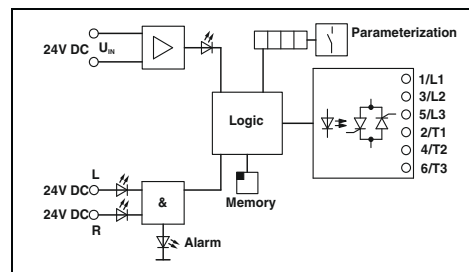 Parameterization
24V DC
U IN
1/L1
3/L2
5/L3
2/T1
4/T2
6/T3
Logic
L
24V DC
24V DC
R
&
Memory
Alarm